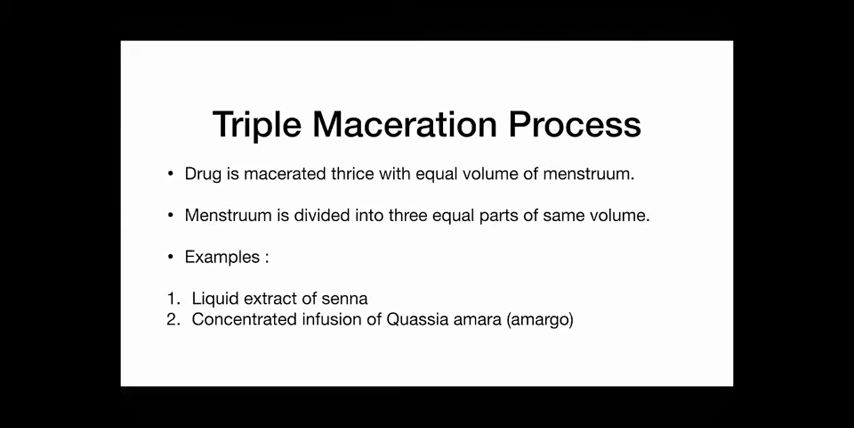 Triple Maceration Process
• Drug is macerated thrice with equal volume of menstruum.
• Menstruum is divided into three equal parts of same volume.
• Examples :
1. Liquid extract of senna
2. Concentrated infusion of Quassia amara (amargo)